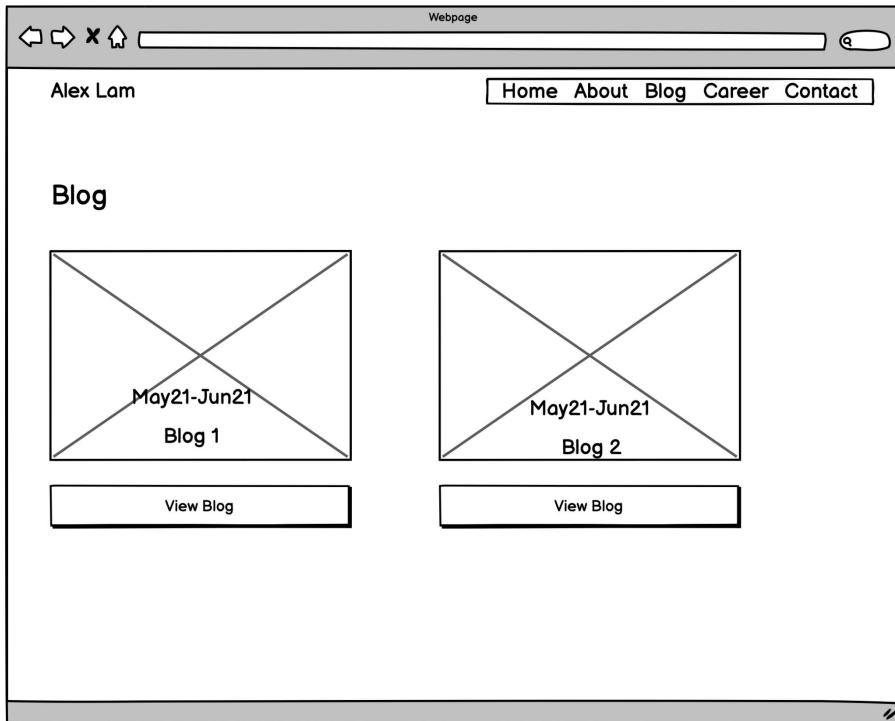 Webpage
Alex Lam
Home About Blog Career Contact
Blog
May21-Jun21
Blog 1
View Blog
May21-Jun21
Blog 2
View Blog